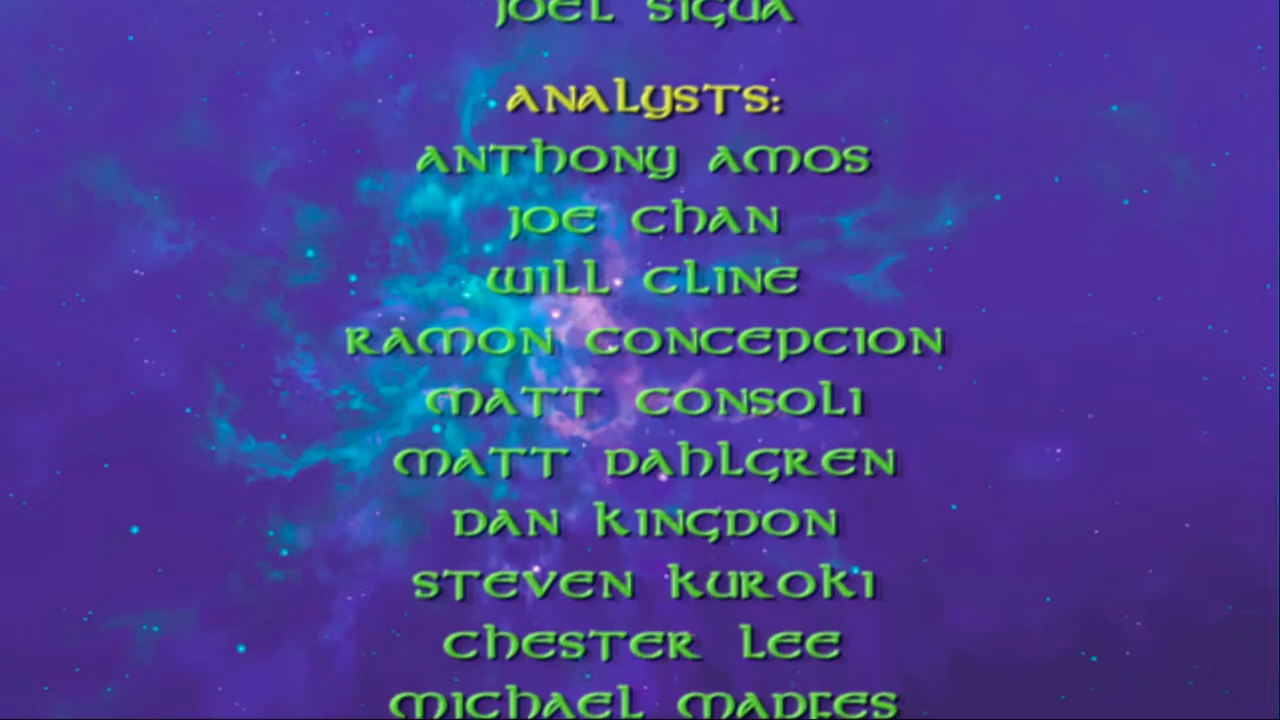 JOEL SIGUA
ANALYSTS:
ANTHONY AMOS
JOE CHAN
WILL CLINE
RAMON CONCEPCION
MATT CONSOLI
MATT DAHLGREN
DAN KINGDON
STEVEN KUROKI
CHESTER LEE
MICHAEL